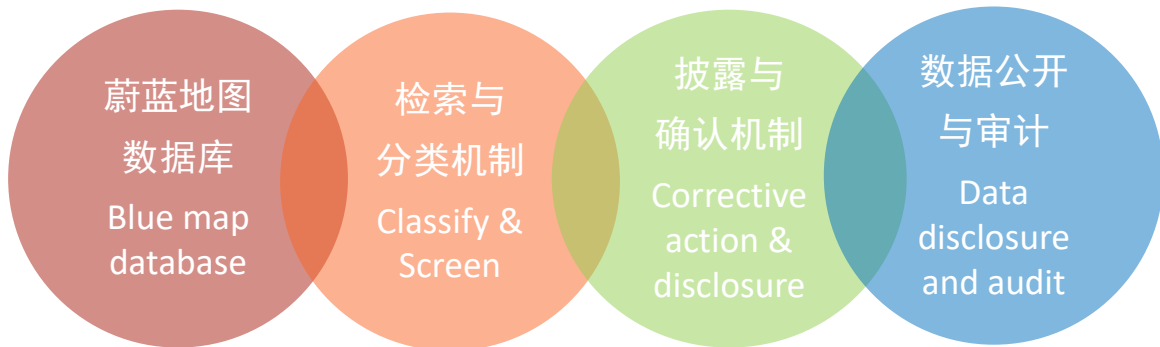 蔚蓝地图
数据库
Blue map
database
检索与
分类机制
Classify &
Screen
披露与
确认机制
Corrective
action &
disclosure
数据公开
与审计
Data
disclosure
and audit